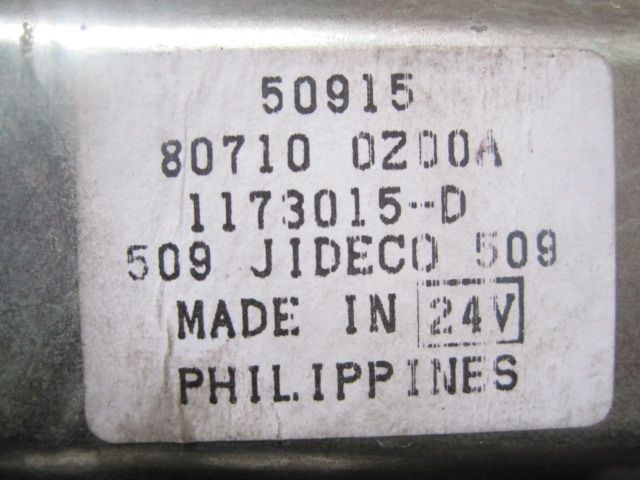 50915
80710 0Z00A
1173015-D
509 JIDECO 509
MADE IN 24V
PHILIPPINES